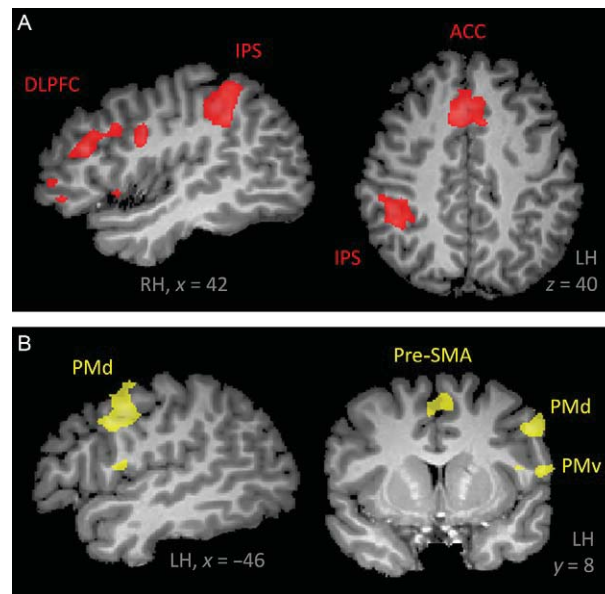 A
ACC
IPS
DLPFC
IPS
LH
RH, x = 42
z = 40
B
Pre-SMA
PMd
PMd
PMv
LH
LH, x = −46
y = 8